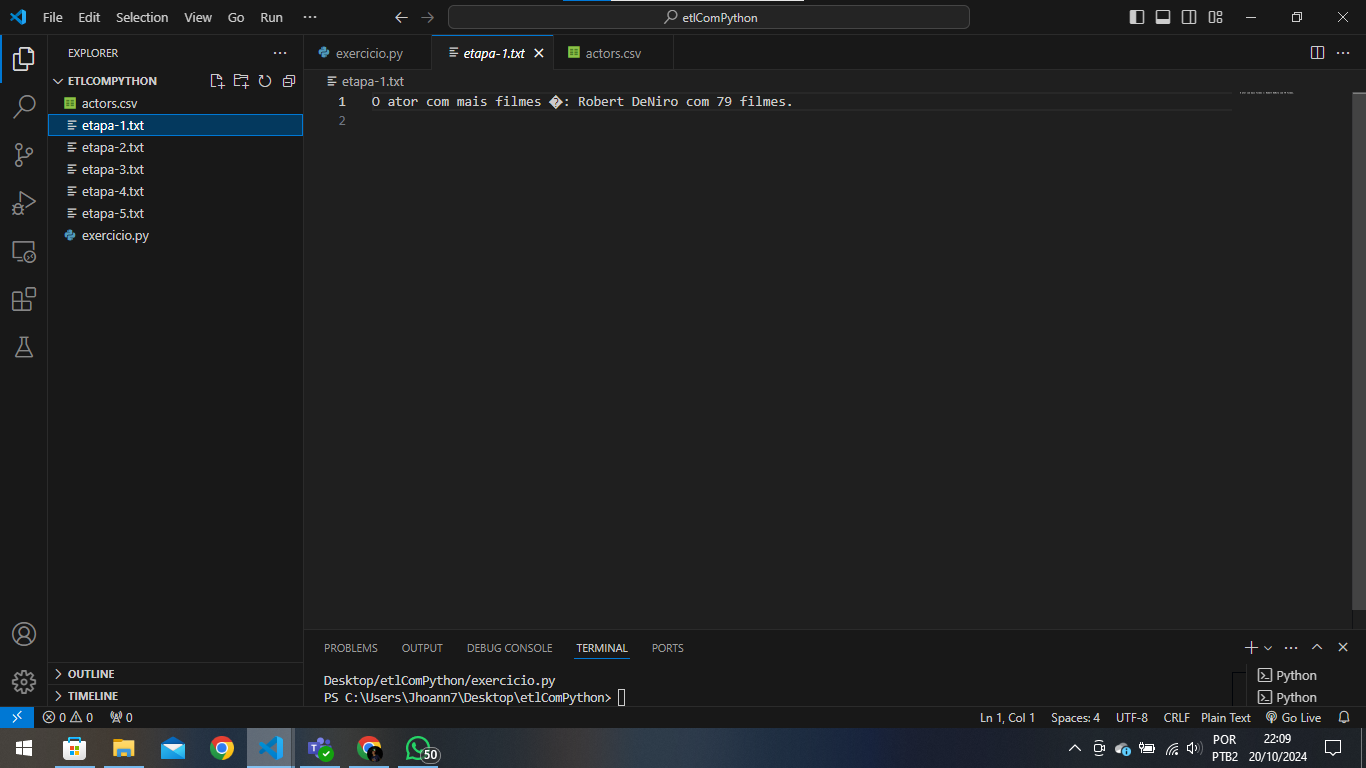 File Edit Selection View Go Run ···
etlComPython
EXPLORER
ETLCOMPYTHON
actors.csv
etapa-1.txt
etapa-2.txt
etapa-3.txt
etapa-4.txt
etapa-5.txt
exercicio.py
OUTLINE
TIMELINE
exercicio.py
etapa-1.txt
actors.csv
etapa-1.txt
1 O ator com mais filmes �: Robert DeNiro com 79 filmes.
2
PROBLEMS OUTPUT DEBUG CONSOLE TERMINAL PORTS
Desktop/etlComPython/exercicio.py
PS C:\Users\Jhoann7\Desktop\etlComPython>
Python
Python
0 0 0
Ln 1, Col 1 Spaces: 4 UTF-8 CRLF Plain Text Go Live
50
POR
PTB2
22:09
20/10/2024